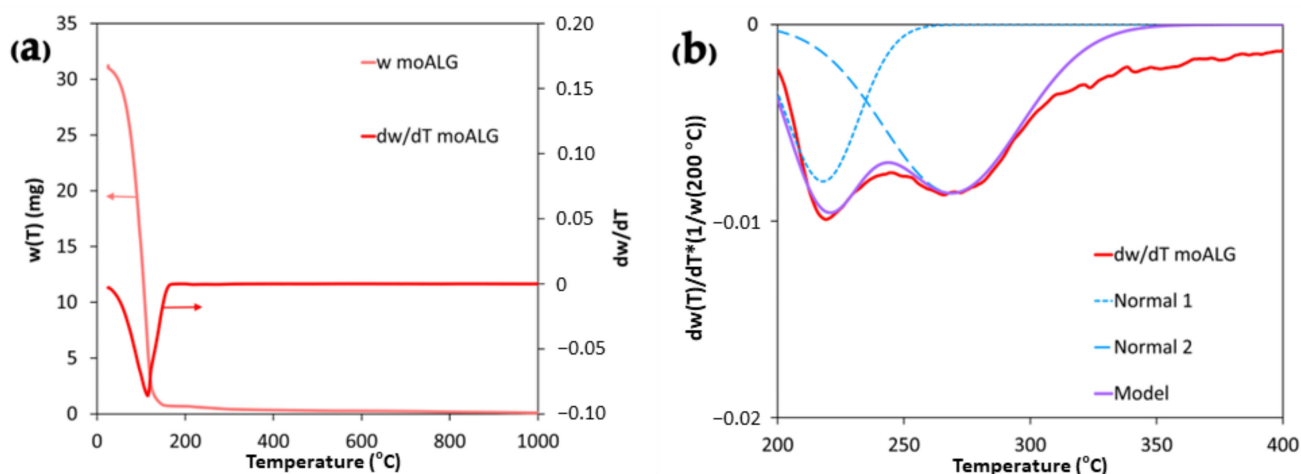 (a)
35
30
25
20
15
10
5
0
w(T) (mg)
0 200 400 600 800 1000
Temperature (°C)
0.20
0.15
0.10
0.05
0
−0.05
−0.10
dw/dT
w moALG
dw/dT moALG
(b)
0
−0.01
−0.02
dw(T)/dT*(1/w(200 °C))
200 250 300 350 400
Temperature (°C)
dw/dT moALG
Normal 1
Normal 2
Model